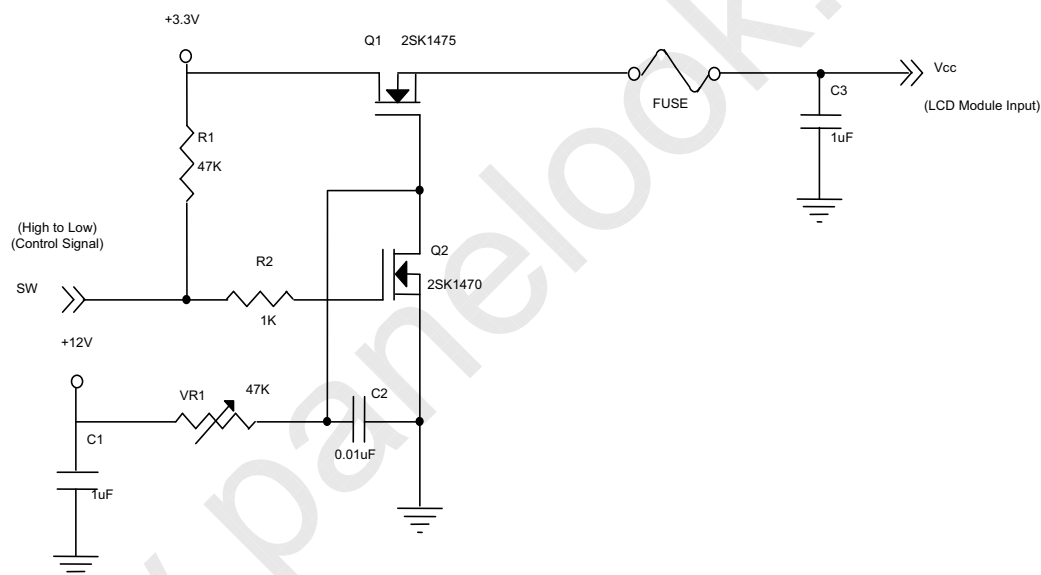 +3.3V
Q1 2SK1475
Vcc
FUSE
C3
(LCD Module Input)
R1
1uF
47K
(High to Low)
(Control Signal)
Q2
R2
2SK1470
SW
1K
+12V
VR1
47K
C2
C1
0.01uF
1uF
panelook.